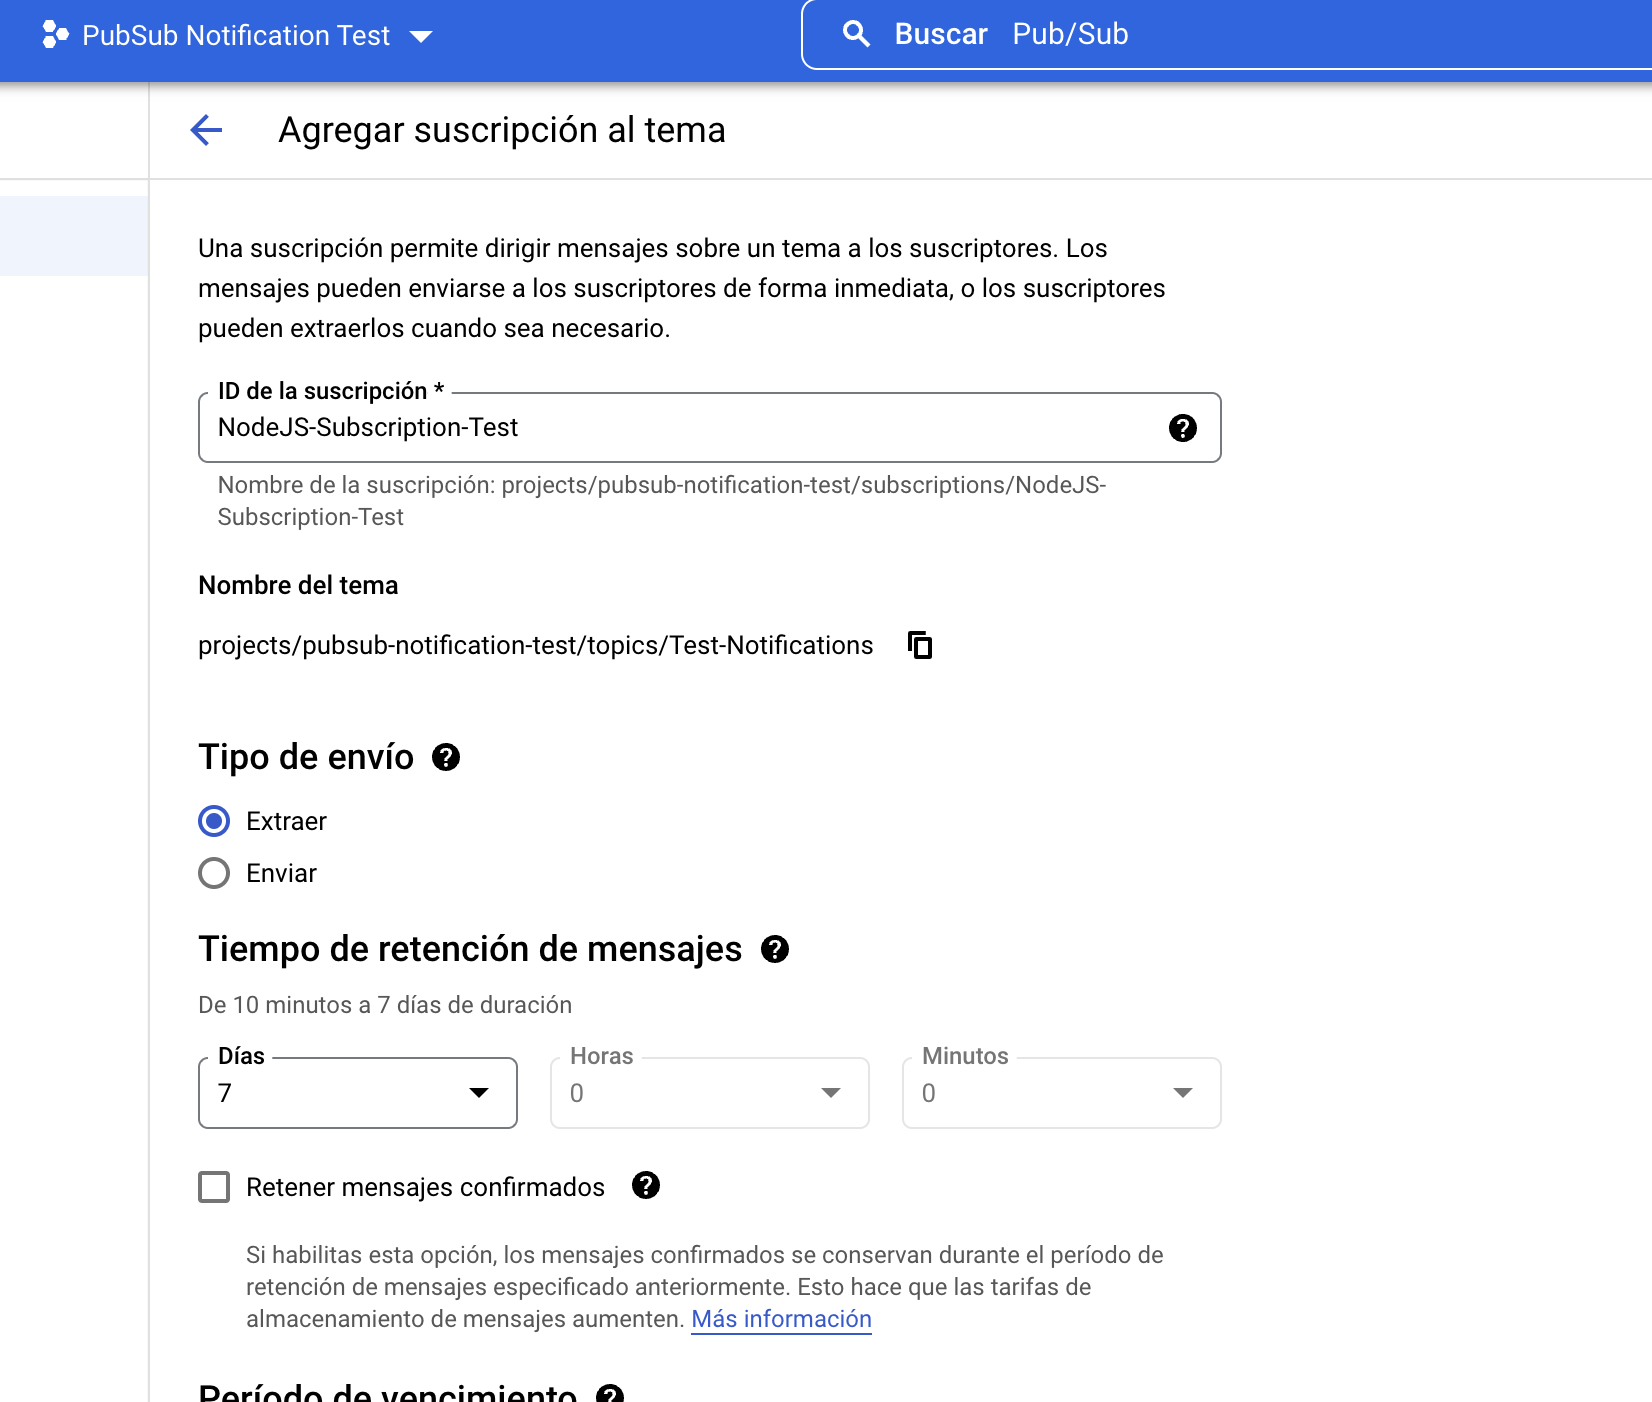 PubSub Notification Test
Buscar Pub/Sub
Agregar suscripción al tema
Una suscripción permite dirigir mensajes sobre un tema a los suscriptores. Los
mensajes pueden enviarse a los suscriptores de forma inmediata, o los suscriptores
pueden extraerlos cuando sea necesario.
ID de la suscripción *
NodeJS-Subscription-Test
Nombre de la suscripción: projects/pubsub-notification-test/subscriptions/NodeJS-
Subscription-Test
Nombre del tema
projects/pubsub-notification-test/topics/Test-Notifications
Tipo de envío
Extraer
Enviar
Tiempo de retención de mensajes
De 10 minutos a 7 días de duración
Días Horas Minutos
7 0 0
Retener mensajes confirmados
Si habilitas esta opción, los mensajes confirmados se conservan durante el período de
retención de mensajes especificado anteriormente. Esto hace que las tarifas de
almacenamiento de mensajes aumenten. Más información
Período de vencimiento